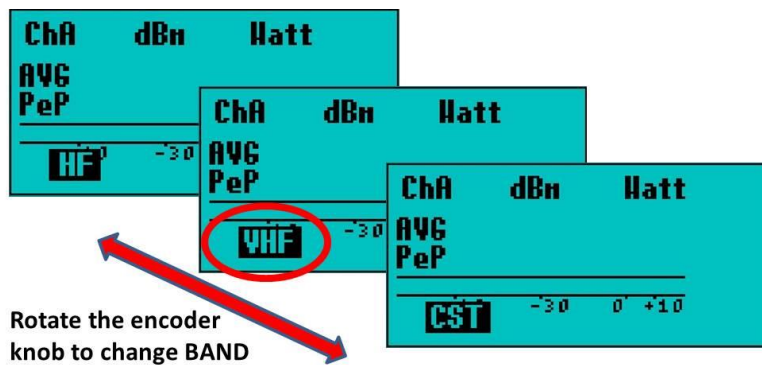 ChA dBm Watt
AVG
PeP
HF -30
ChA dBm Watt
AVG
PeP
VHF -30
ChA dBm Watt
AVG
PeP
CST -30 0 +10
Rotate the encoder
knob to change BAND